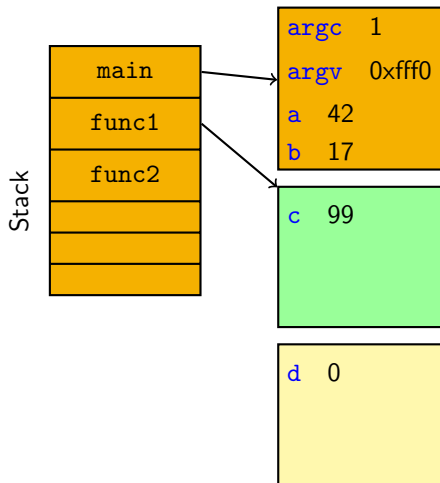 Stack
main
func1
func2
argc 1
argv 0xfff0
a 42
b 17
c 99
d 0